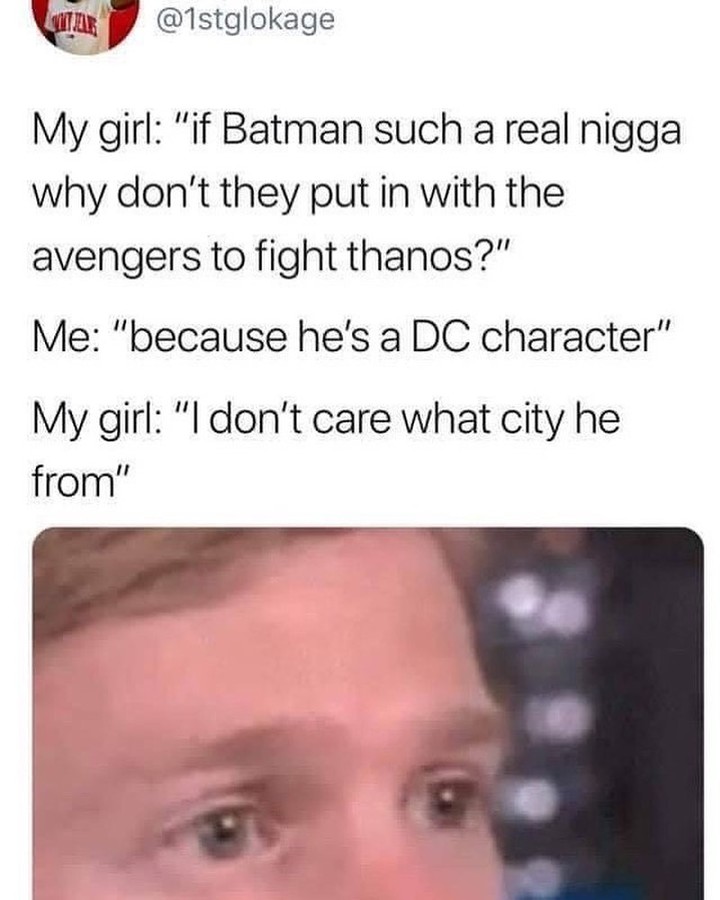 @1stglokage
My girl: "if Batman such a real nigga
why don't they put in with the
avengers to fight thanos?"
Me: "because he's a DC character"
My girl: "I don't care what city he
from"